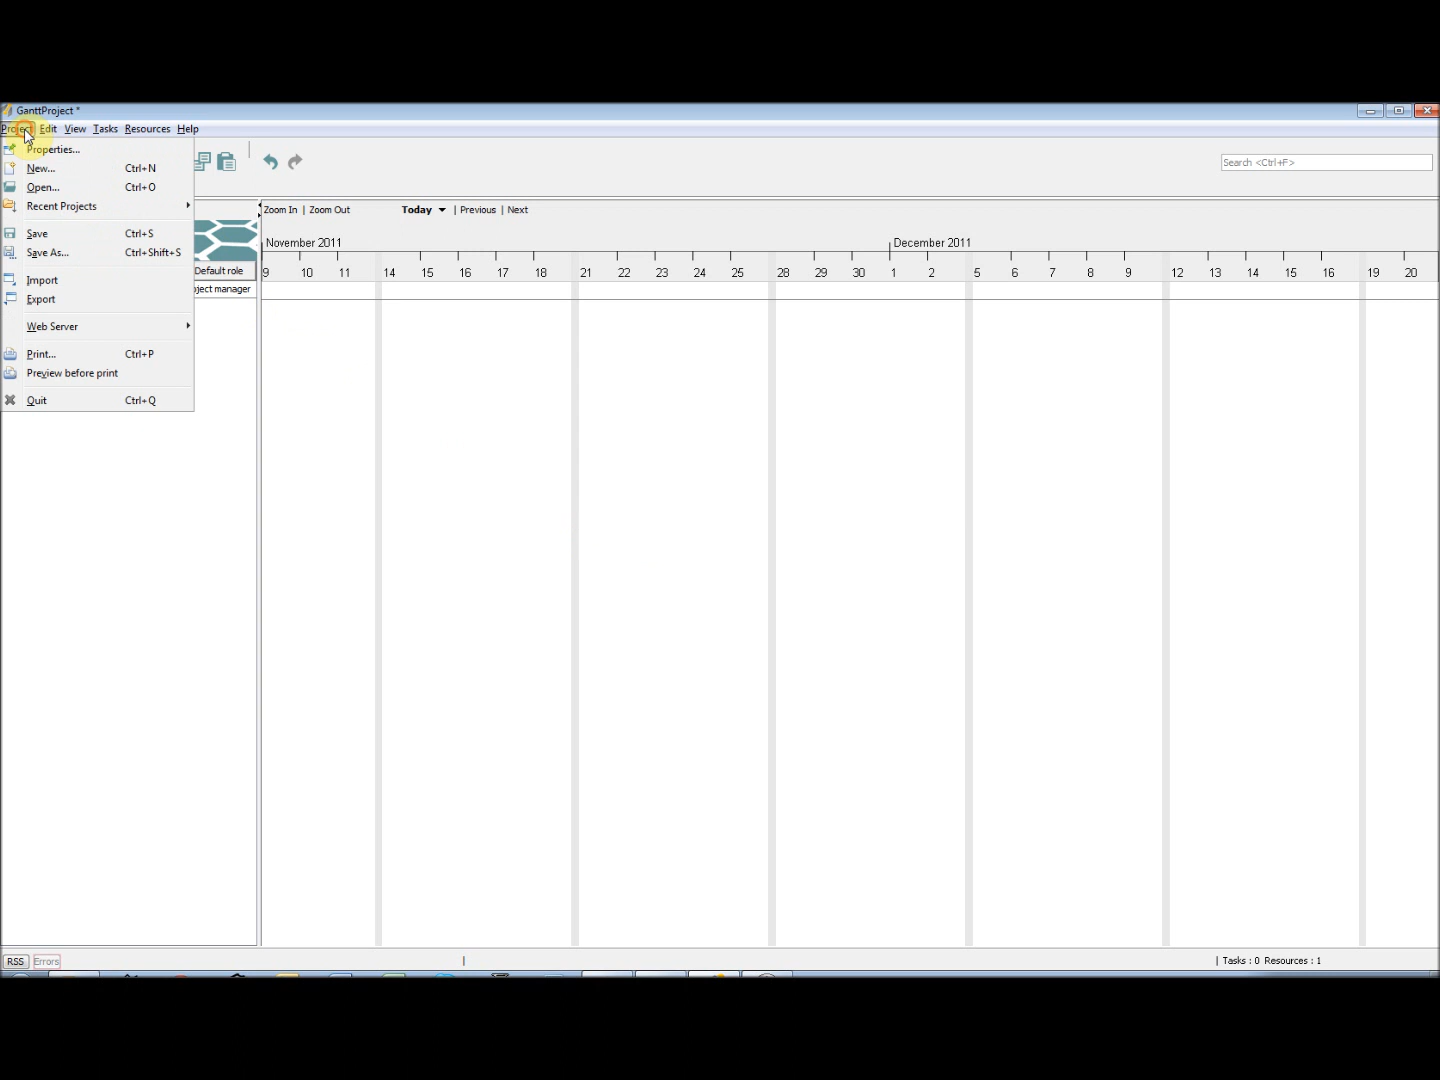 GanttProject *
Project Edit View Tasks Resources Help
Properties...
New... Ctrl+N
Open... Ctrl+O
Recent Projects
Save Ctrl+S
Save As... Ctrl+Shift+S
Import
Export
Web Server
Print... Ctrl+P
Preview before print
Quit Ctrl+Q
Search <Ctrl+F>
Zoom In | Zoom Out Today | Previous | Next
November 2011 December 2011
9 10 11 14 15 16 17 18 21 22 23 24 25 28 29 30 1 2 5 6 7 8 9 12 13 14 15 16 19 20
Default role
ject manager
RSS Errors | | Tasks : 0 Resources : 1